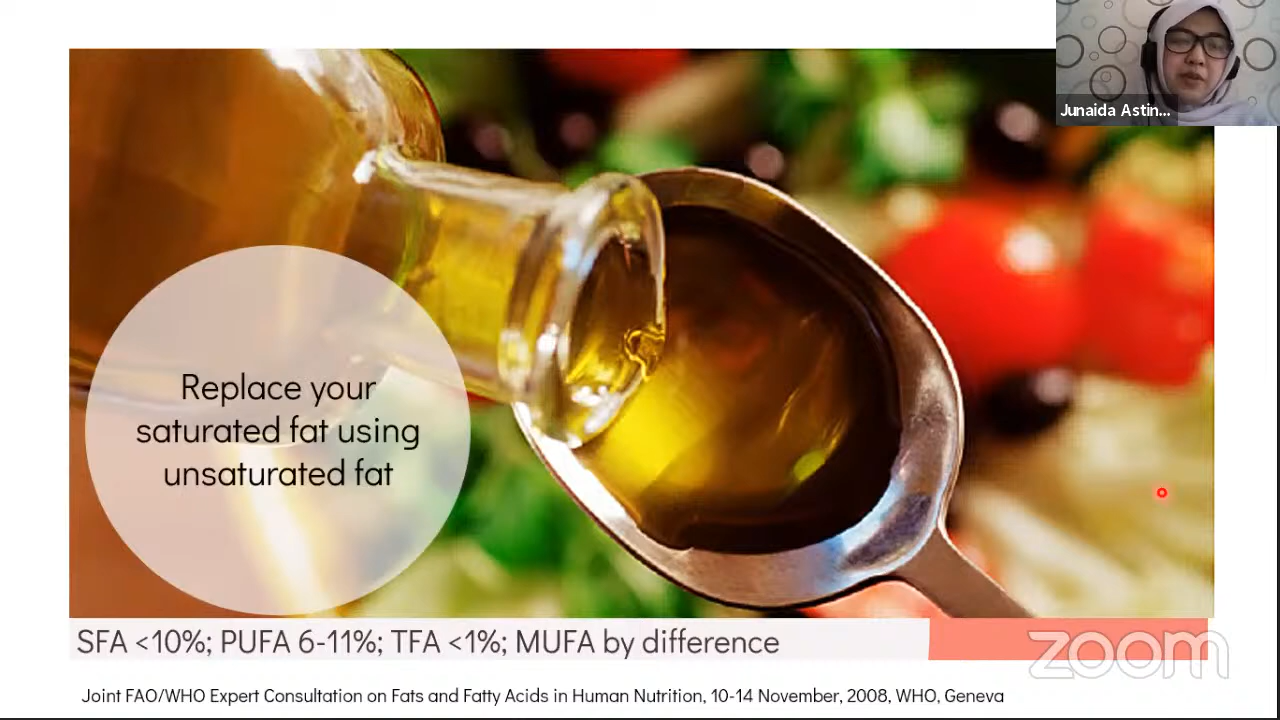 Junaida Astin...
Replace your
saturated fat using
unsaturated fat
SFA <10%; PUFA 6-11%; TFA <1%; MUFA by difference
zoom
Joint FAO/WHO Expert Consultation on Fats and Fatty Acids in Human Nutrition, 10-14 November, 2008, WHO, Geneva